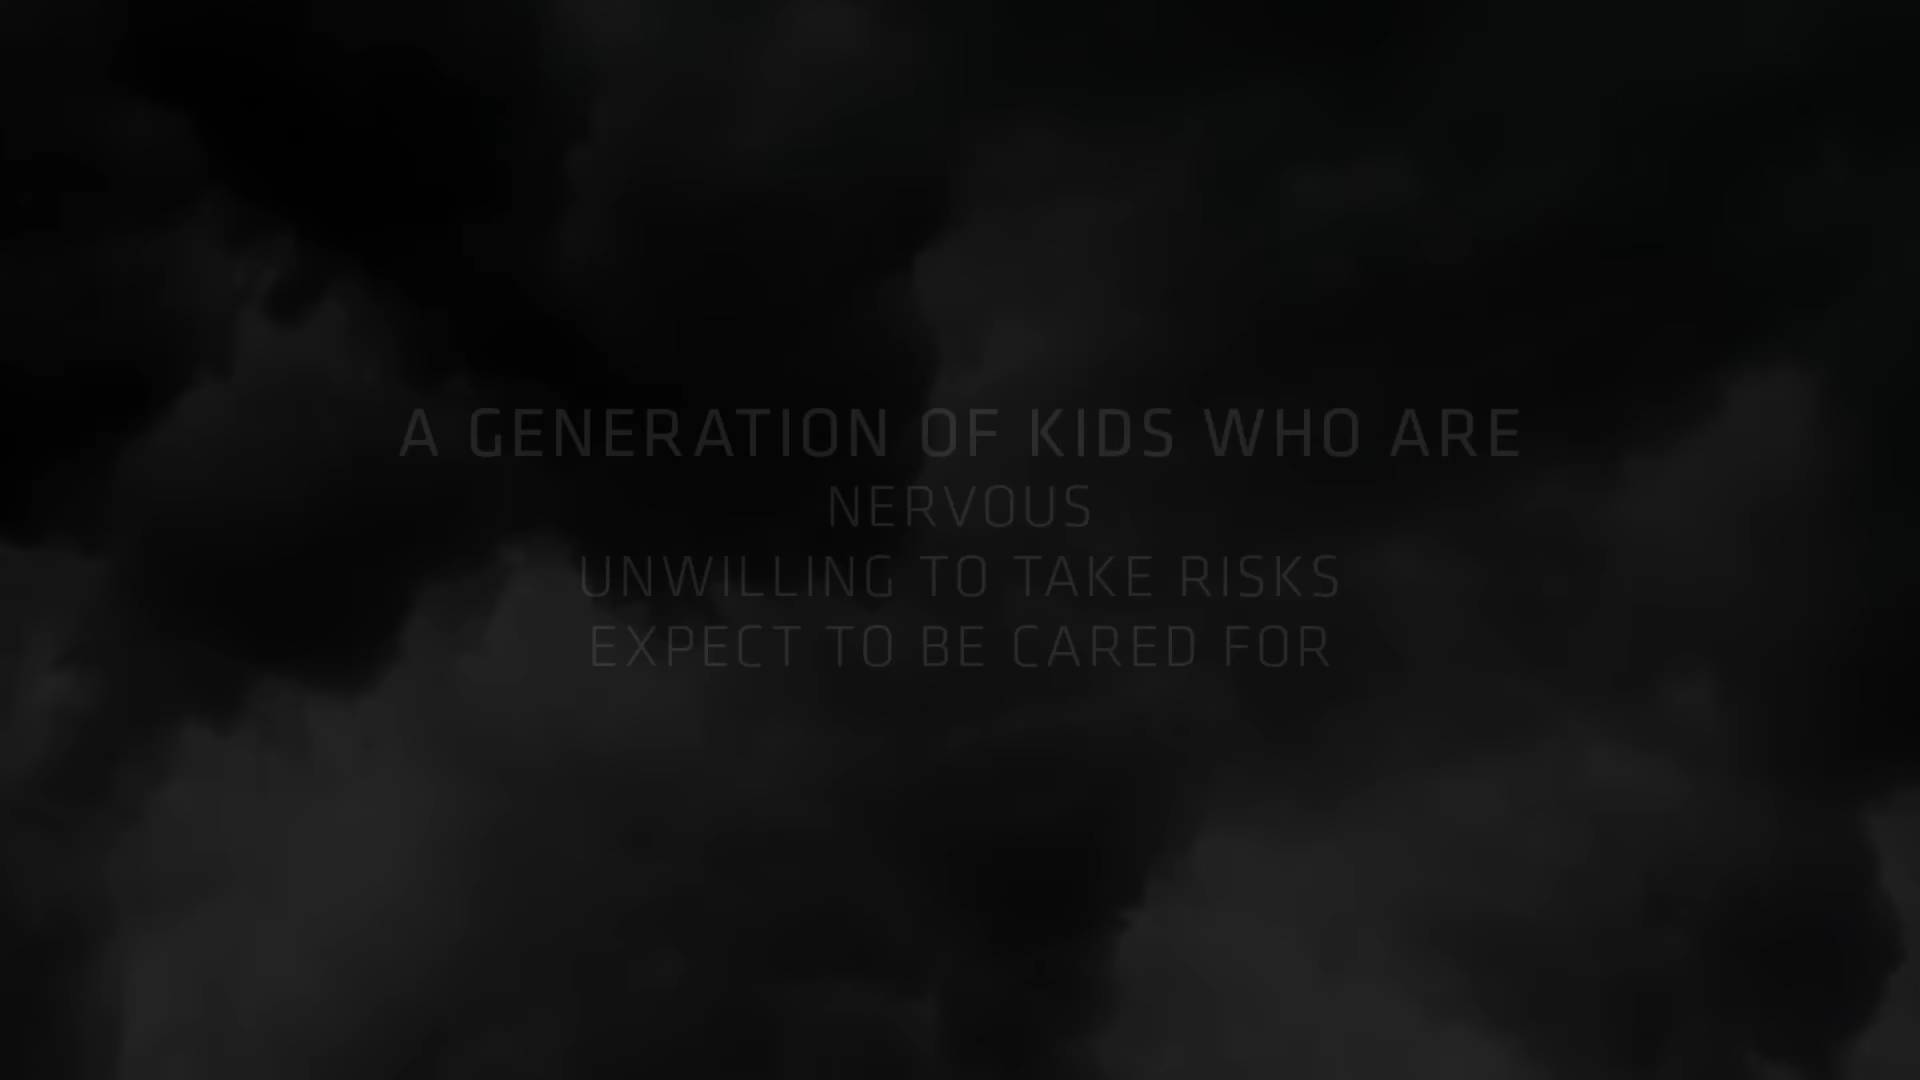 A GENERATION OF KIDS WHO ARE
NERVOUS
UNWILLING TO TAKE RISKS
EXPECT TO BE CARED FOR